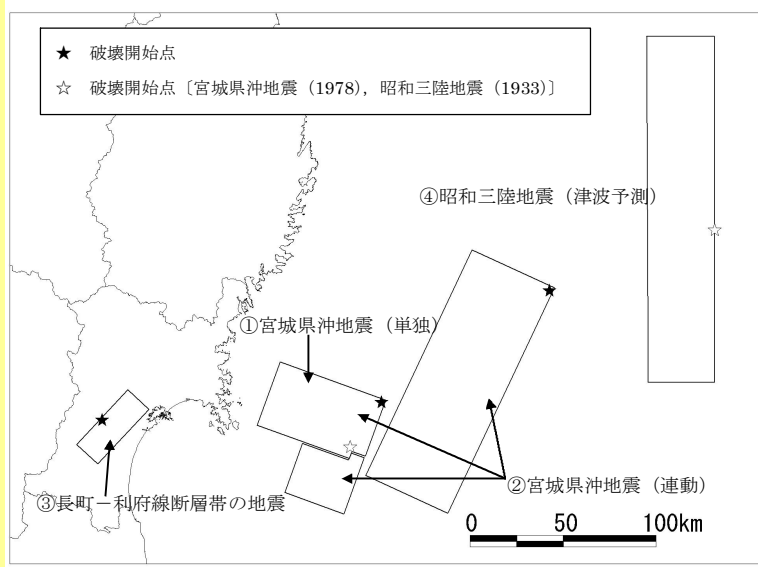 ★ 破壊開始点
☆ 破壊開始点〔宮城県沖地震（1978），昭和三陸地震（1933）〕
④昭和三陸地震（津波予測）
①宮城県沖地震（単独）
②宮城県沖地震（連動）
③長町－利府線断層帯の地震
0 50 100km